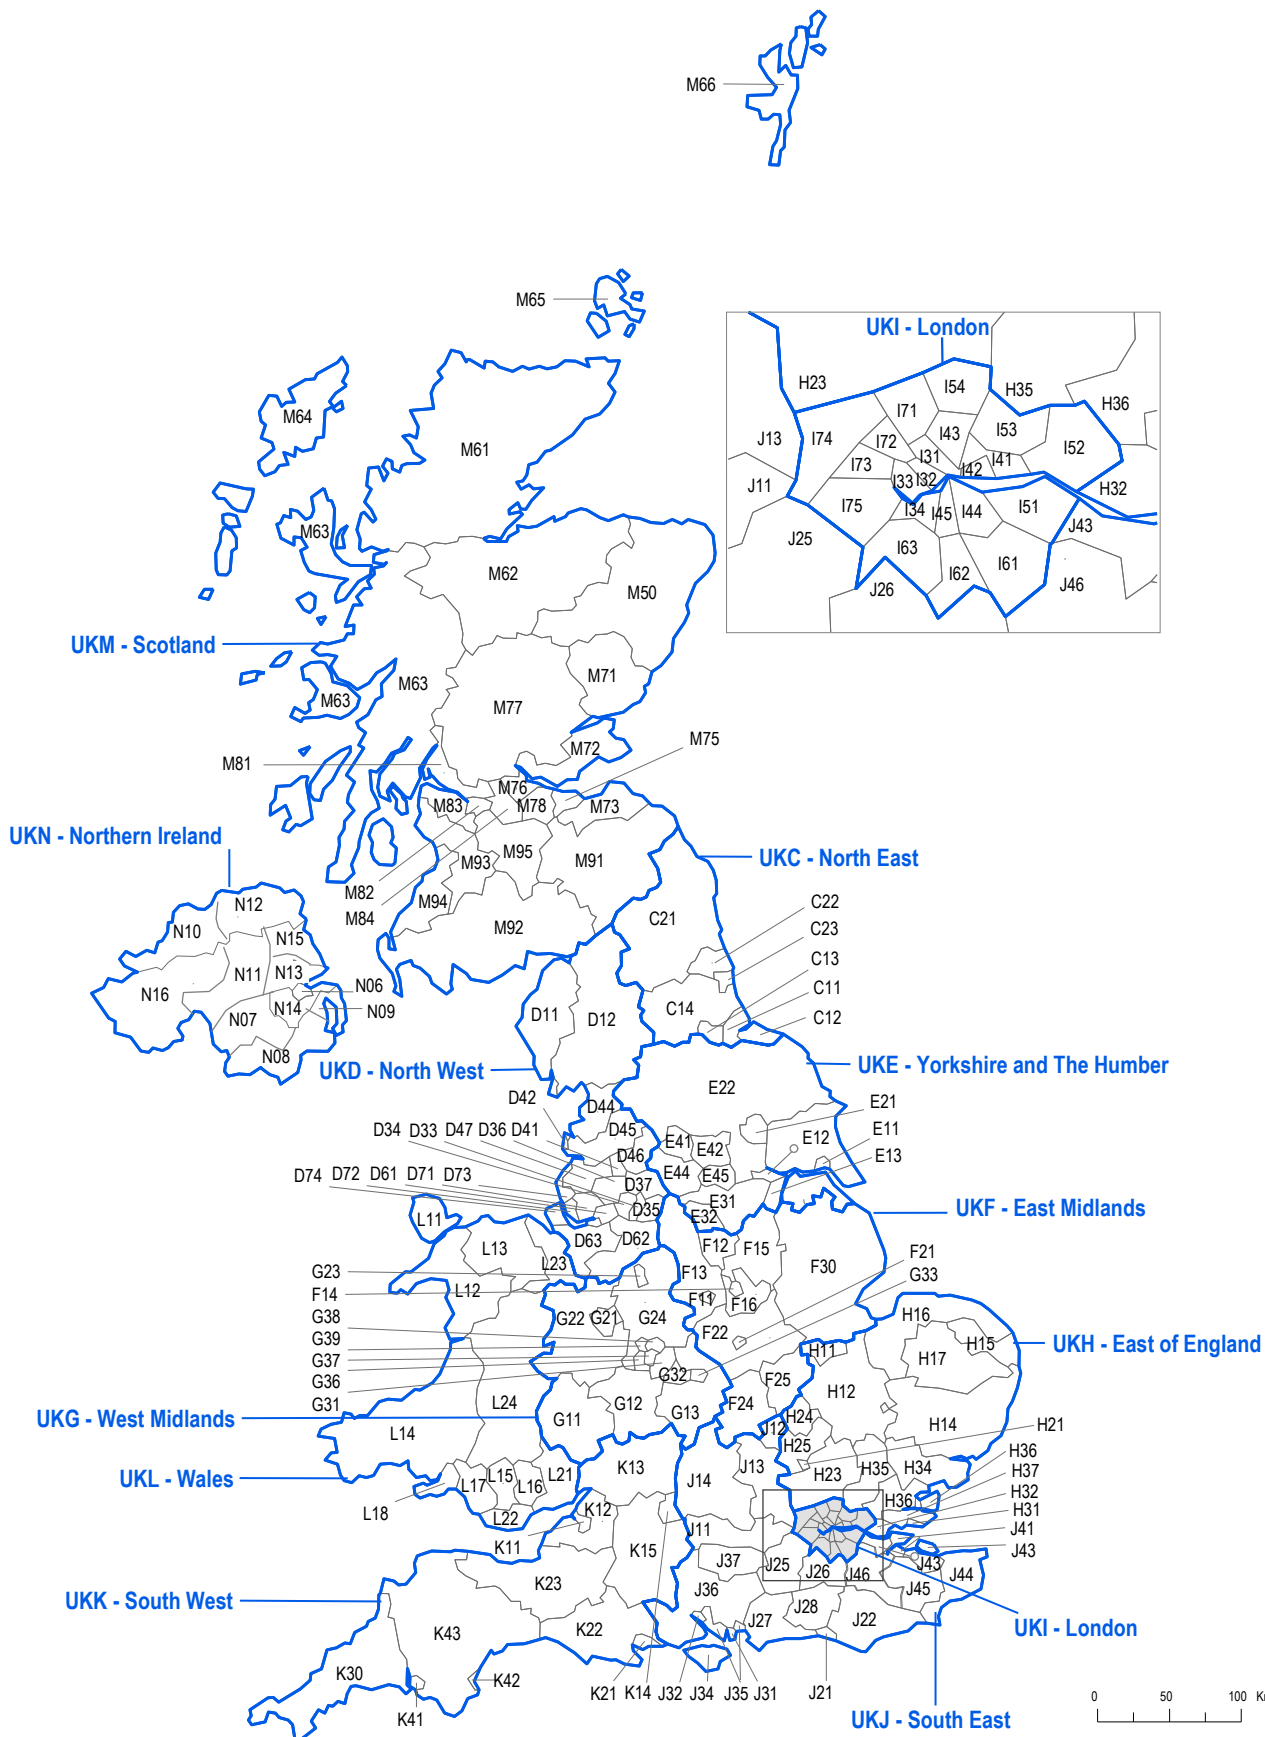 M66
M65
UKI - London
H23
I54
H35
H36
I71
J13
I74
I72
I43
I53
I52
I73
I31
I41
I42
J11
I33
I32
H32
I75
I34
I45
I44
I51
J43
J25
I63
I62
I61
J26
J46
M64
M61
M63
M62
M50
UKM - Scotland
M63
M71
M63
M77
M72
M75
M81
M76
M83
M78
M73
UKN - Northern Ireland
M95
M93
M91
UKC - North East
M82
M84
M94
M92
N12
N10
N15
N11
N13
N16
N06
N14
N09
N07
N08
C22
C21
C23
C13
C11
C14
C12
D11
D12
UKD - North West
UKE - Yorkshire and The Humber
E22
D42
D44
E21
D34 D33 D47 D36 D41
D45
E41
E42
E12
E11
D46
E13
D74 D72 D61 D71 D73
E44
E45
D37
E31
D35
E32
UKF - East Midlands
L11
L13
D63
D62
F12
F15
F30
L23
F21
G23
F13
G33
F14
L12
F11
F16
G38
G22
G21
G24
H16
G39
F22
H15
UKH - East of England
G37
H11
H17
G36
G32
F25
H12
G31
L24
G12
G13
F24
UKG - West Midlands
G11
H24
J12
H14
H21
L14
H25
H36
UKL - Wales
L15
L21
K13
J14
J13
H23
H35
H34
H37
L17
L16
H32
L18
H36
H31
L22
K12
J11
J41
K11
K15
J43
J37
J25
J43
J44
J26
J46
K23
J36
J45
UKK - South West
J28
J27
J22
K43
K22
UKI - London
K30
K42
K21 K14 J32 J34 J35 J31
J21
K41
UKJ - South East
0 50 100